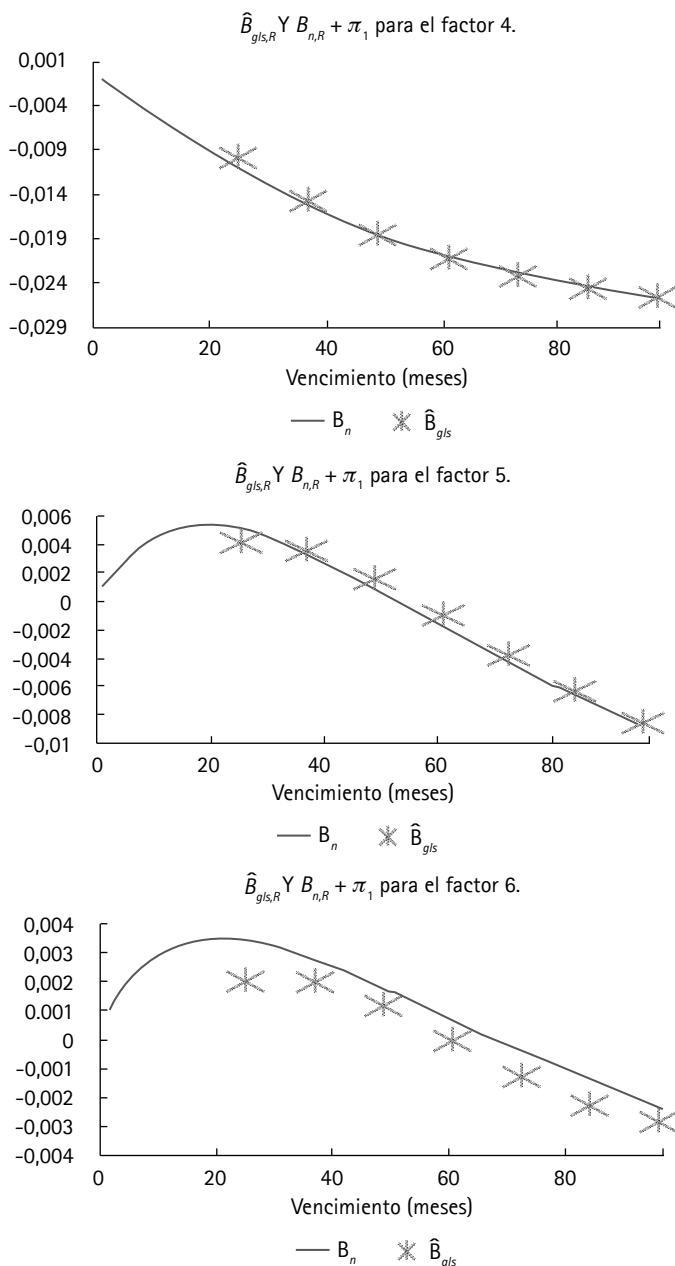 B̂gls,R Y Bn,R + π1 para el factor 4.
0,001
-0,004
-0,009
-0,014
-0,019
-0,024
-0,029
0 20 40 60 80
Vencimiento (meses)
Bn B̂gls
B̂gls,R Y Bn,R + π1 para el factor 5.
0,006
0,004
0,002
0
-0,002
-0,004
-0,006
-0,008
-0,01
0 20 40 60 80
Vencimiento (meses)
Bn B̂gls
B̂gls,R Y Bn,R + π1 para el factor 6.
0,004
0,003
0,002
0,001
0
-0,001
-0,002
-0,003
-0,004
0 20 40 60 80
Vencimiento (meses)
Bn B̂gls